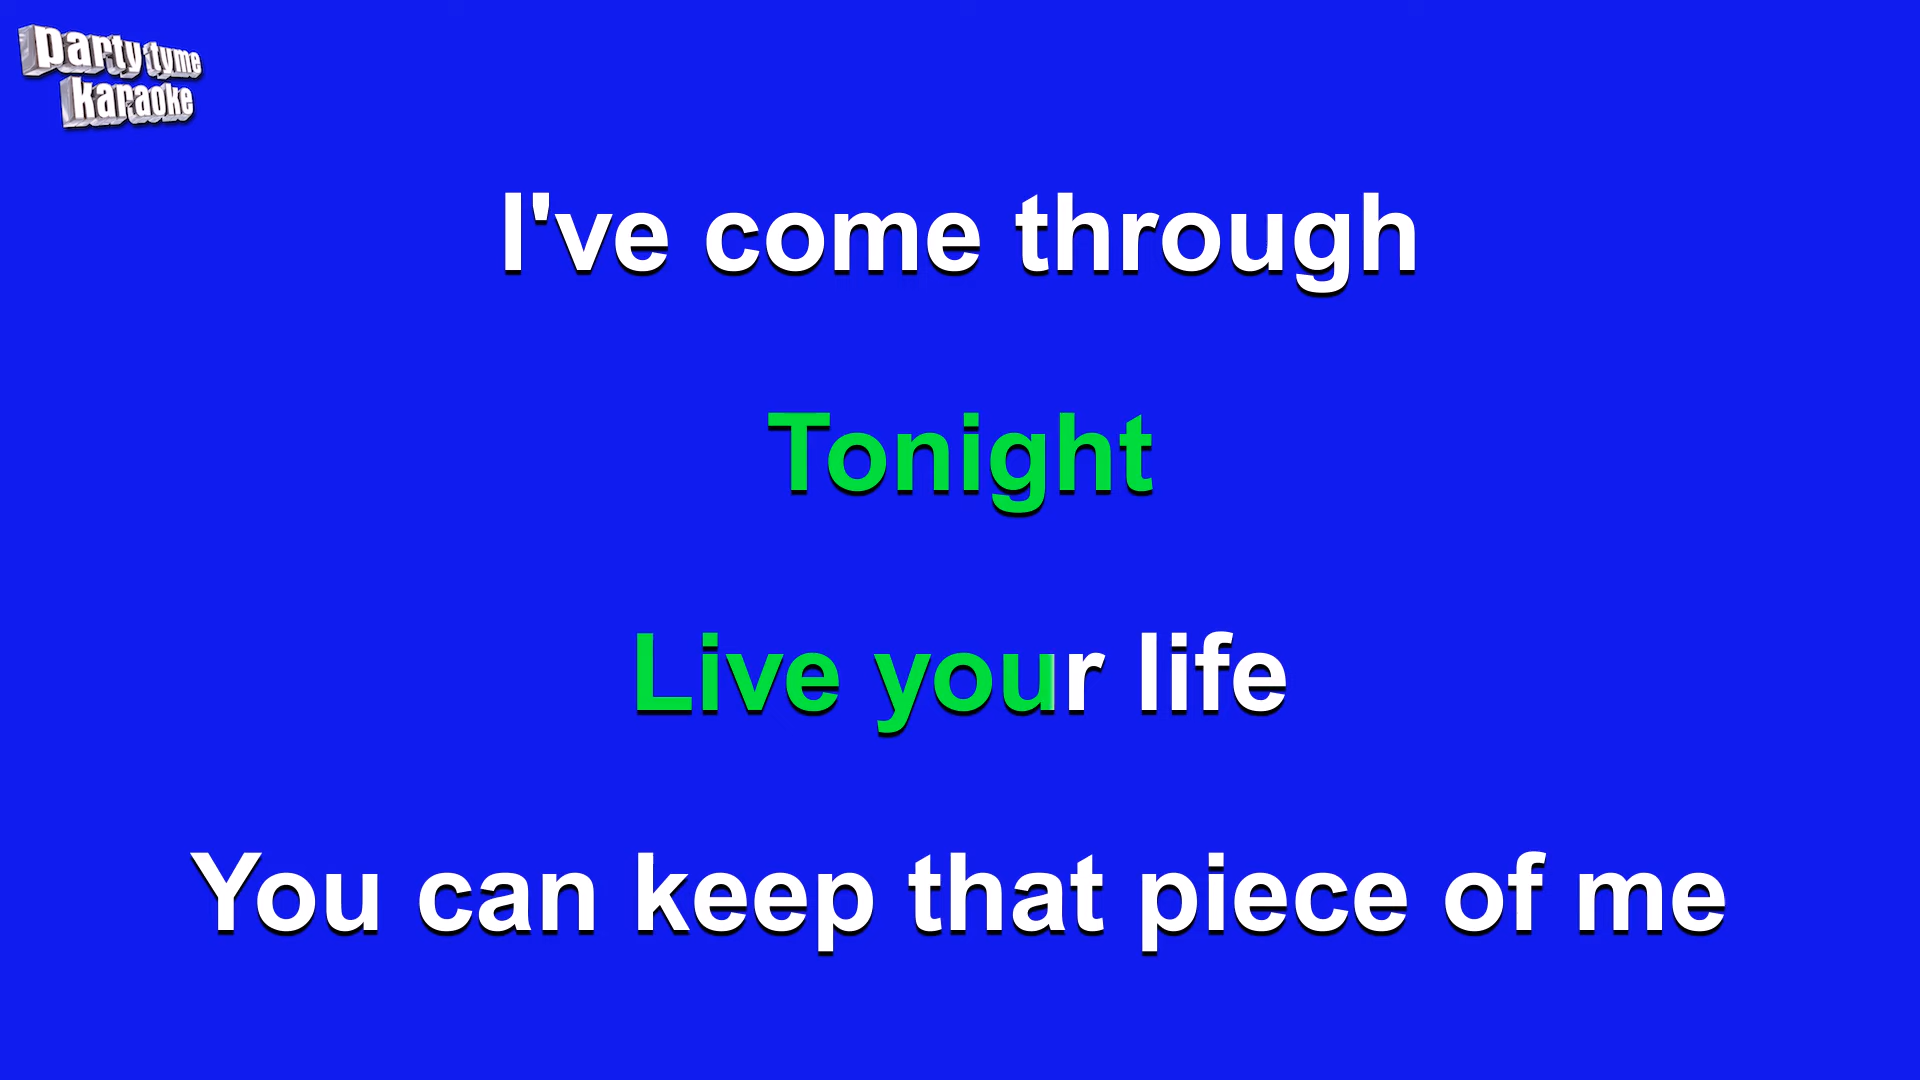 party tyme
karaoke
I've come through
Tonight
Live your life
You can keep that piece of me